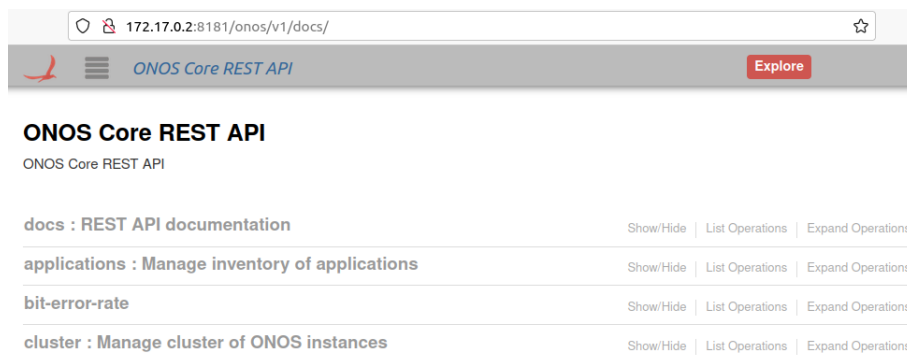 172.17.0.2:8181/onos/v1/docs/
ONOS Core REST API Explore
ONOS Core REST API
ONOS Core REST API
docs : REST API documentation Show/Hide List Operations Expand Operations
applications : Manage inventory of applications Show/Hide List Operations Expand Operations
bit-error-rate Show/Hide List Operations Expand Operations
cluster : Manage cluster of ONOS instances Show/Hide List Operations Expand Operations